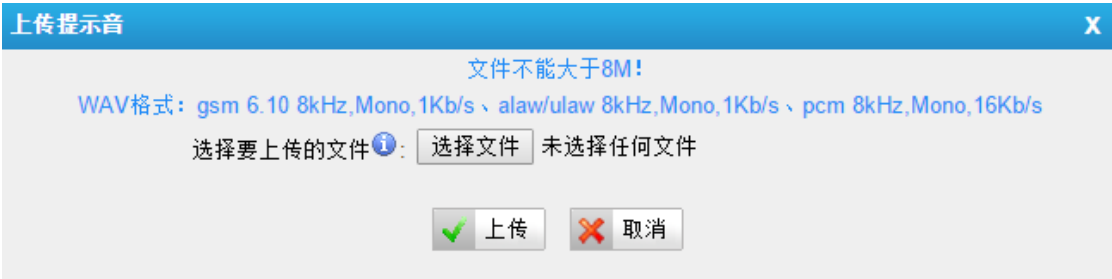 上传提示音 X
文件不能大于8M！
WAV格式：gsm 6.10 8kHz,Mono,1Kb/s、alaw/ulaw 8kHz,Mono,1Kb/s、pcm 8kHz,Mono,16Kb/s
选择要上传的文件i: 选择文件 未选择任何文件
上传 取消